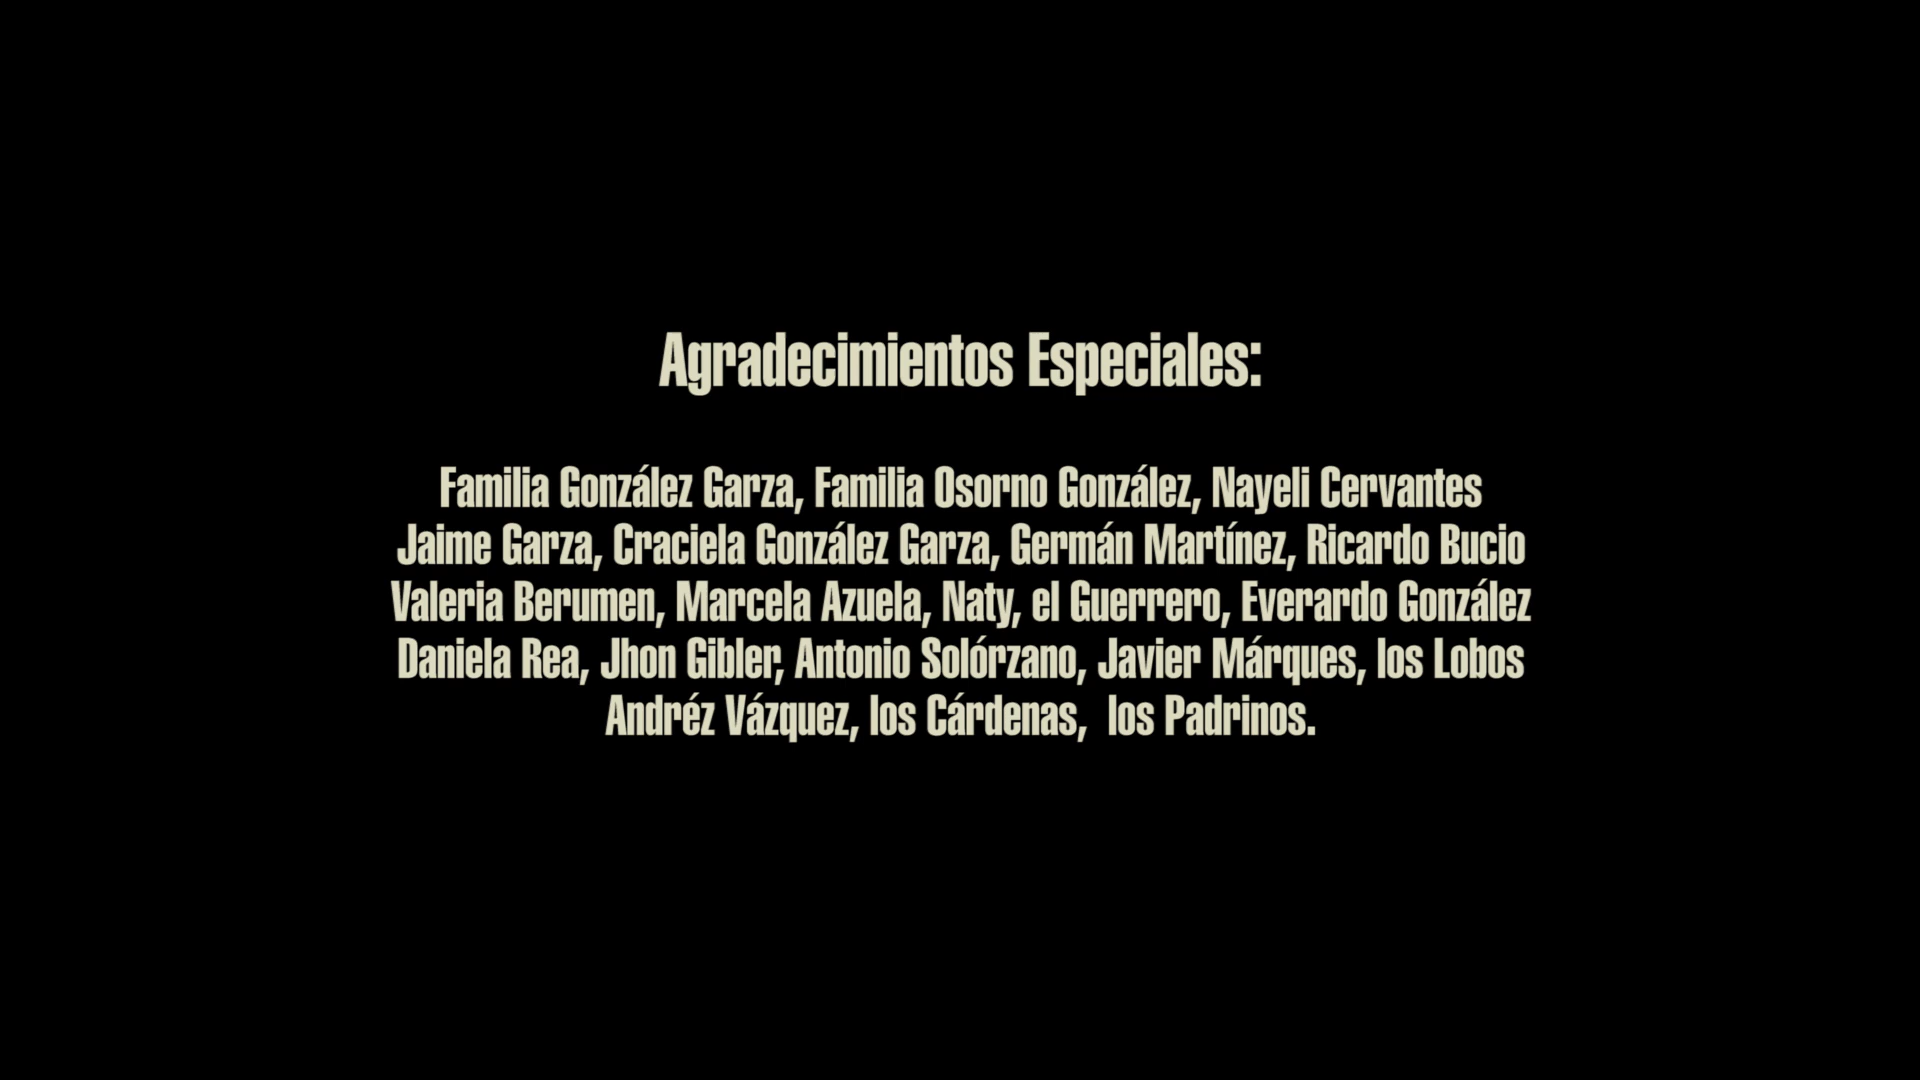 Agradecimientos Especiales:
Familia González Garza, Familia Osorno González, Nayeli Cervantes
Jaime Garza, Craciela González Garza, Germán Martínez, Ricardo Bucio
Valeria Berumen, Marcela Azuela, Naty, el Guerrero, Everardo González
Daniela Rea, Jhon Gibler, Antonio Solórzano, Javier Márques, los Lobos
Andréz Vázquez, los Cárdenas,  los Padrinos.